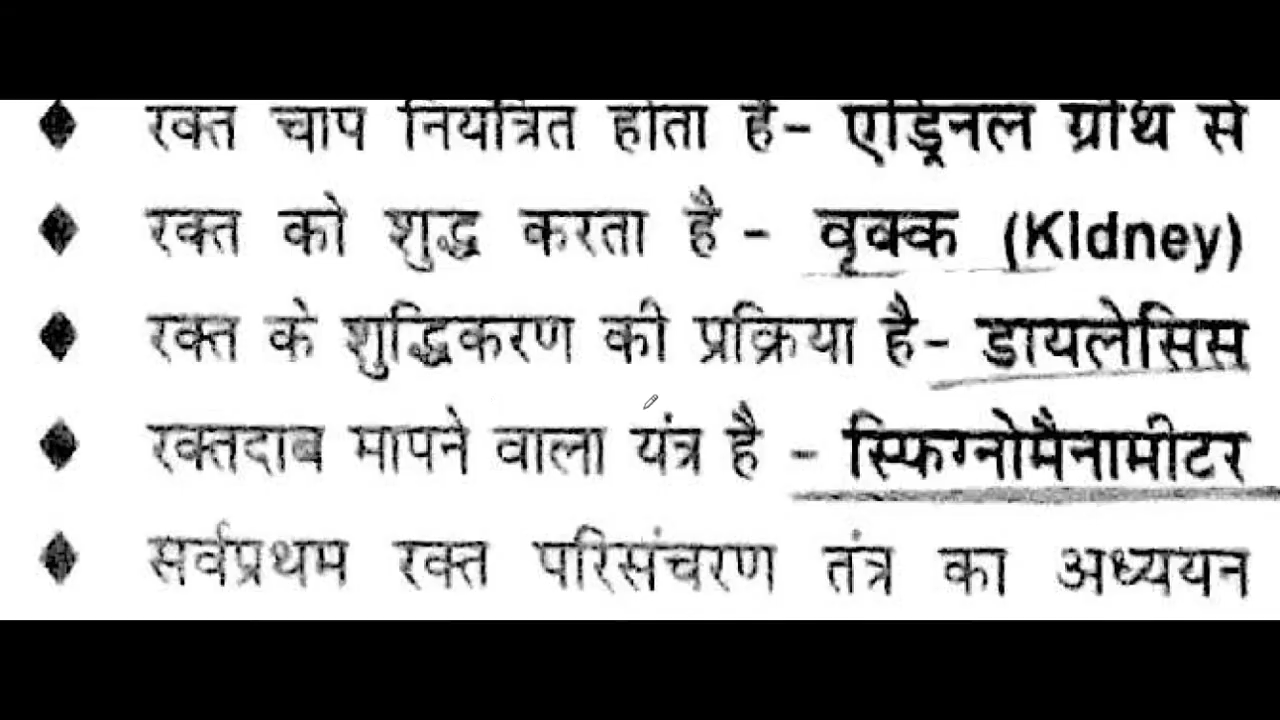 ◆ रक्त चाप नियंत्रित होता है- एड्रिनल ग्रंथि से
◆ रक्त को शुद्ध करता है - वृक्क (Kidney)
◆ रक्त के शुद्धिकरण की प्रक्रिया है- डायलेसिस
◆ रक्तदाब मापने वाला यंत्र है - स्फिग्नोमैनामीटर
◆ सर्वप्रथम रक्त परिसंचरण तंत्र का अध्ययन